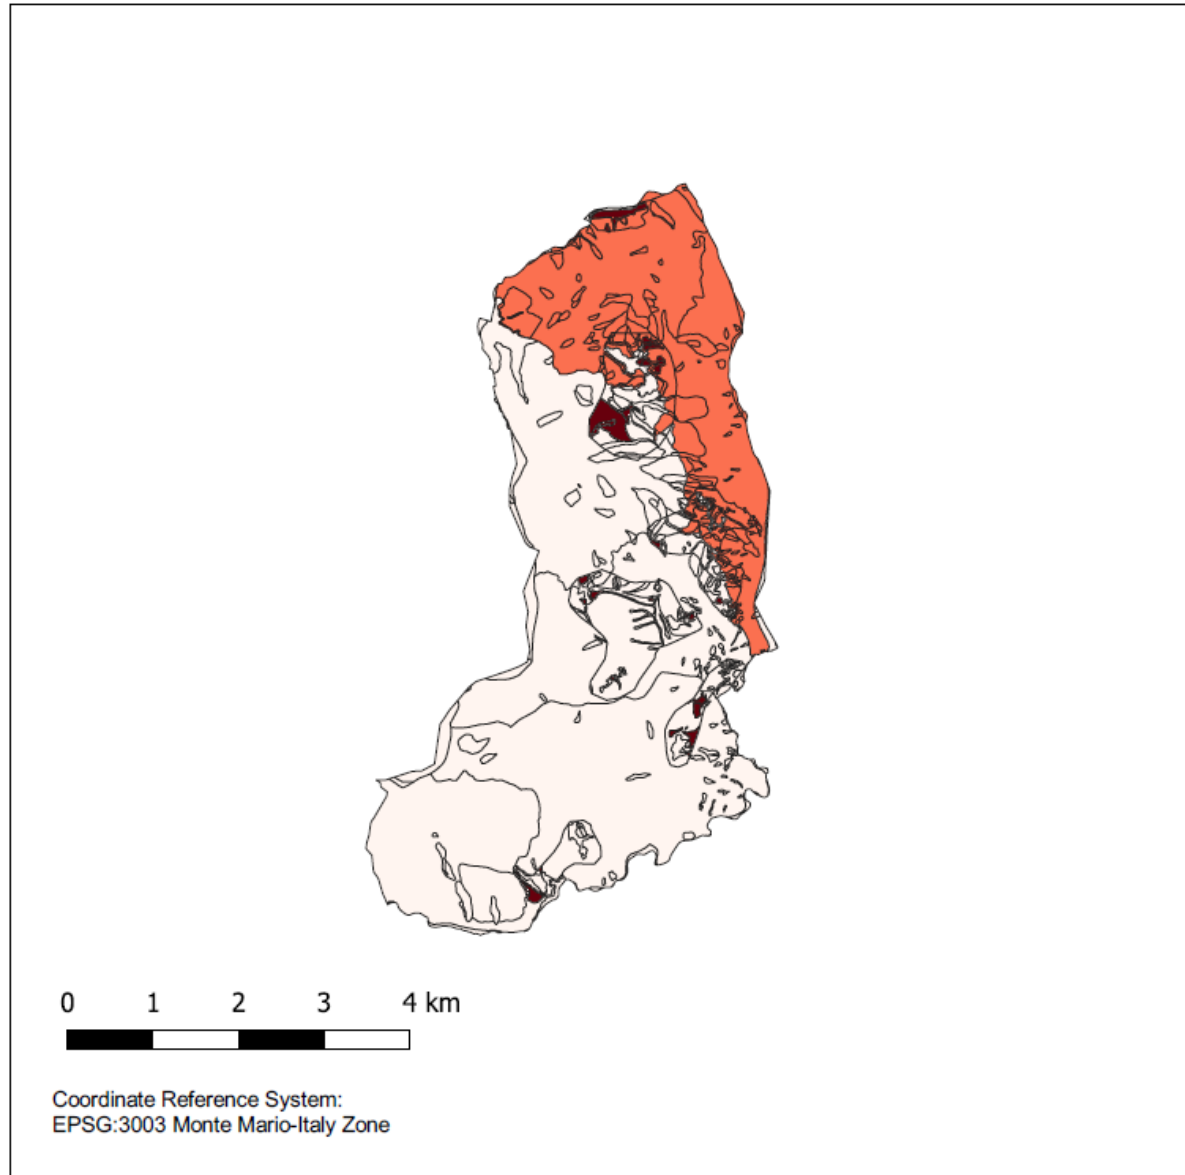 0 1 2 3 4 km
Coordinate Reference System:
EPSG:3003 Monte Mario-Italy Zone